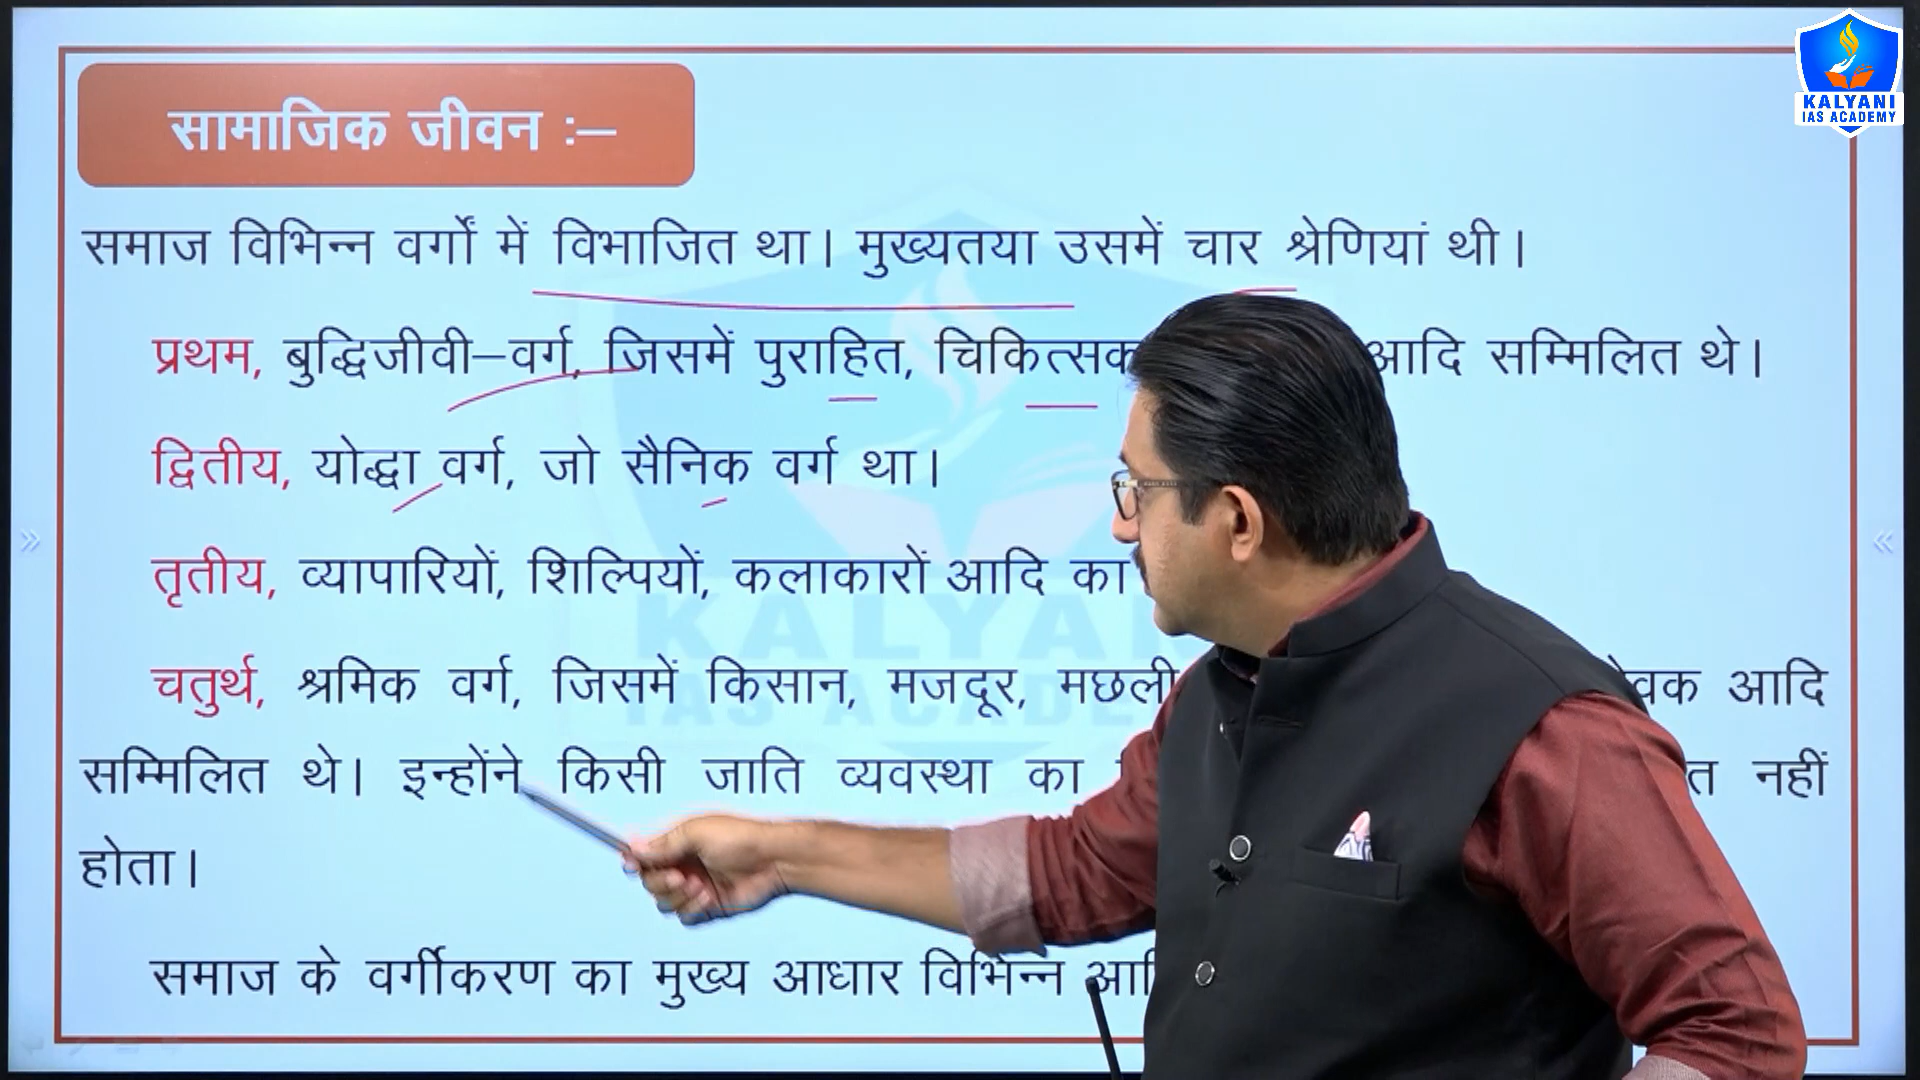 KALYANI
IAS ACADEMY
सामाजिक जीवन :–
समाज विभिन्न वर्गों में विभाजित था। मुख्यतया उसमें चार श्रेणियां थी।
प्रथम, बुद्धिजीवी–वर्ग, जिसमें पुराहित, चिकित्सक आदि सम्मिलित थे।
द्वितीय, योद्धा वर्ग, जो सैनिक वर्ग था।
तृतीय, व्यापारियों, शिल्पियों, कलाकारों आदि का
चतुर्थ, श्रमिक वर्ग, जिसमें किसान, मजदूर, मछली आदि
सम्मिलित थे। इन्होंने किसी जाति व्यवस्था का नहीं
होता।
समाज के वर्गीकरण का मुख्य आधार विभिन्न